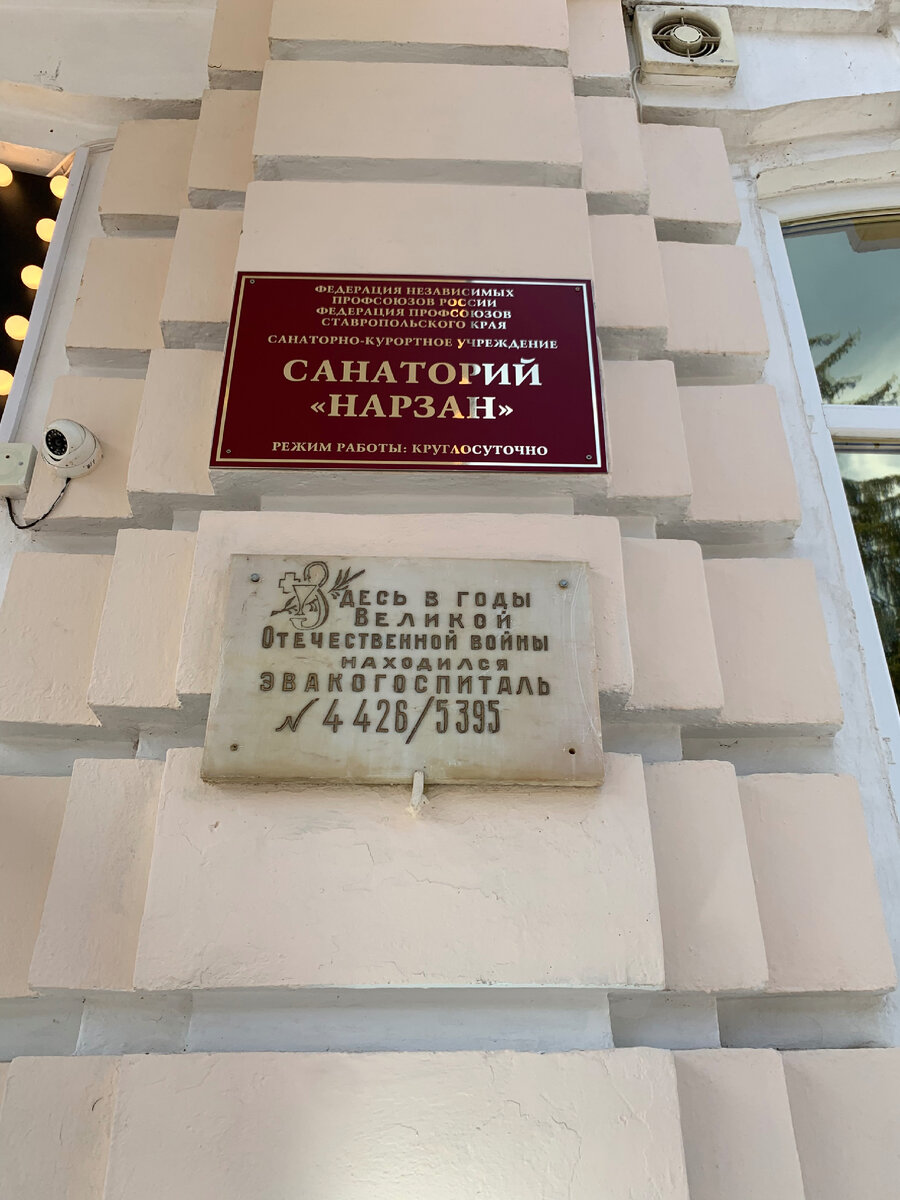 ФЕДЕРАЦИЯ НЕЗАВИСИМЫХ
ПРОФСОЮЗОВ РОССИИ
ФЕДЕРАЦИЯ ПРОФСОЮЗОВ
СТАВРОПОЛЬСКОГО КРАЯ
САНАТОРНО-КУРОРТНОЕ УЧРЕЖДЕНИЕ
САНАТОРИЙ
«НАРЗАН»
РЕЖИМ РАБОТЫ: КРУГЛОСУТОЧНО
ЗДЕСЬ В ГОДЫ
ВЕЛИКОЙ
ОТЕЧЕСТВЕННОЙ ВОЙНЫ
НАХОДИЛСЯ
ЭВАКОГОСПИТАЛЬ
N 4426/5395